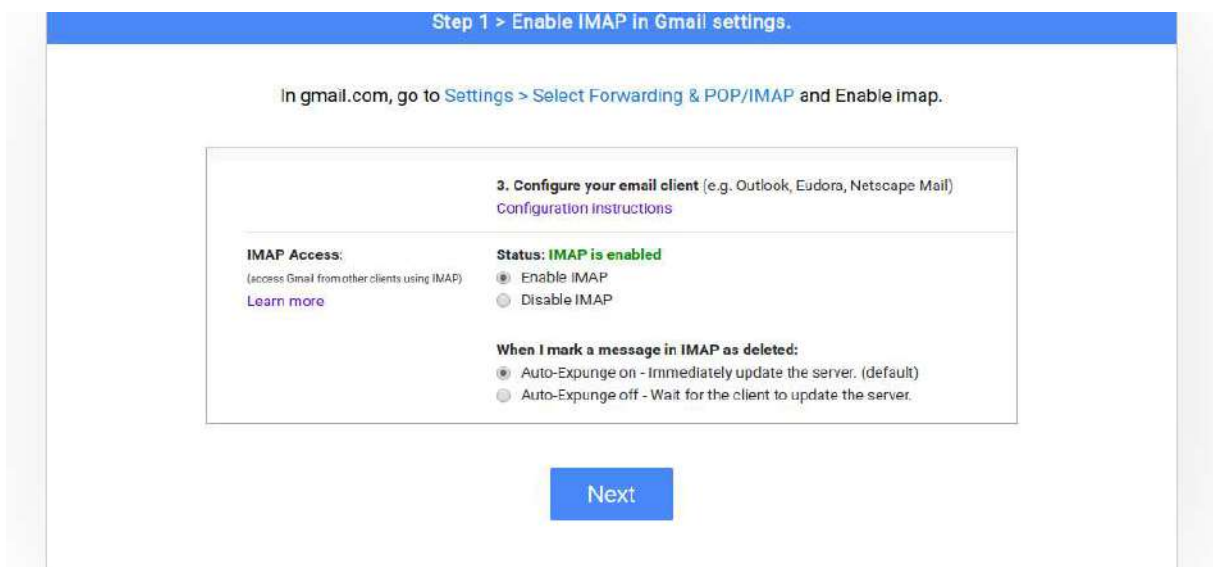 Step 1 > Enable IMAP in Gmail settings.
In gmail.com, go to Settings > Select Forwarding & POP/IMAP and Enable imap.
3. Configure your email client (e.g. Outlook, Eudora, Netscape Mail)
Configuration instructions
IMAP Access:
(access Gmail from other clients using IMAP)
Learn more
Status: IMAP is enabled
Enable IMAP
Disable IMAP
When I mark a message in IMAP as deleted:
Auto-Expunge on - Immediately update the server. (default)
Auto-Expunge off - Wait for the client to update the server.
Next